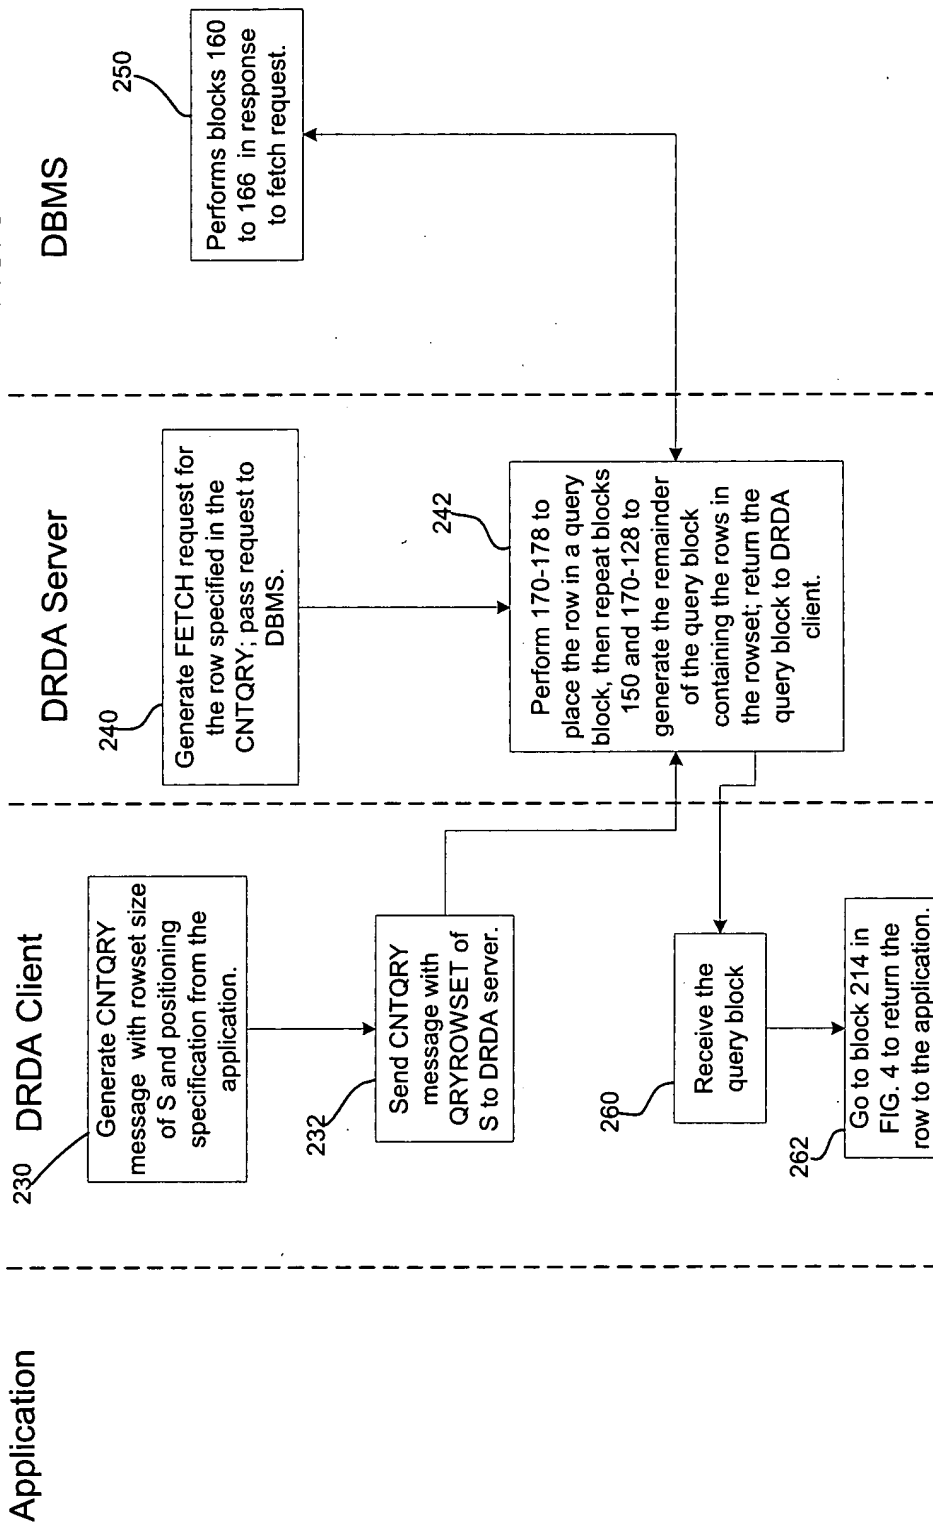 Application
DRDA Client
DRDA Server
DBMS
230
Generate CNTQRY
message with rowset size
of S and positioning
specification from the
application.
232
Send CNTQRY
message with
QRYROWSET of
S to DRDA server.
260
Receive the
query block
262
Go to block 214 in
FIG. 4 to return the
row to the application.
240
Generate FETCH request for
the row specified in the
CNTQRY; pass request to
DBMS.
242
Perform 170-178 to
place the row in a query
block, then repeat blocks
150 and 170-128 to
generate the remainder
of the query block
containing the rows in
the rowset; return the
query block to DRDA
client.
250
Performs blocks 160
to 166 in response
to fetch request.